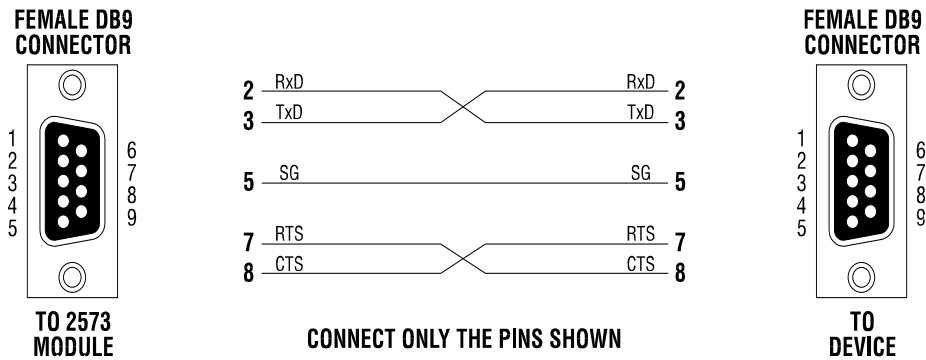 FEMALE DB9
CONNECTOR
1
2
3
4
5
6
7
8
9
TO 2573
MODULE
2 RxD RxD 2
3 TxD TxD 3
5 SG SG 5
7 RTS RTS 7
8 CTS CTS 8
CONNECT ONLY THE PINS SHOWN
FEMALE DB9
CONNECTOR
1
2
3
4
5
6
7
8
9
TO
DEVICE